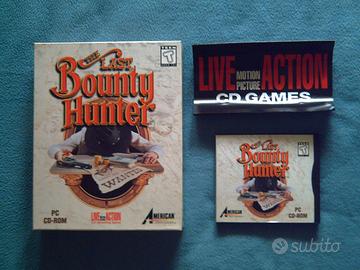 THE LAST
Bounty
Hunter
WANTED
PC
CD-ROM
LIVE ACTION
AMERICAN
LIVE MOTION PICTURE ACTION
CD GAMES
The Last
Bounty
Hunter
PC
CD-ROM
subito